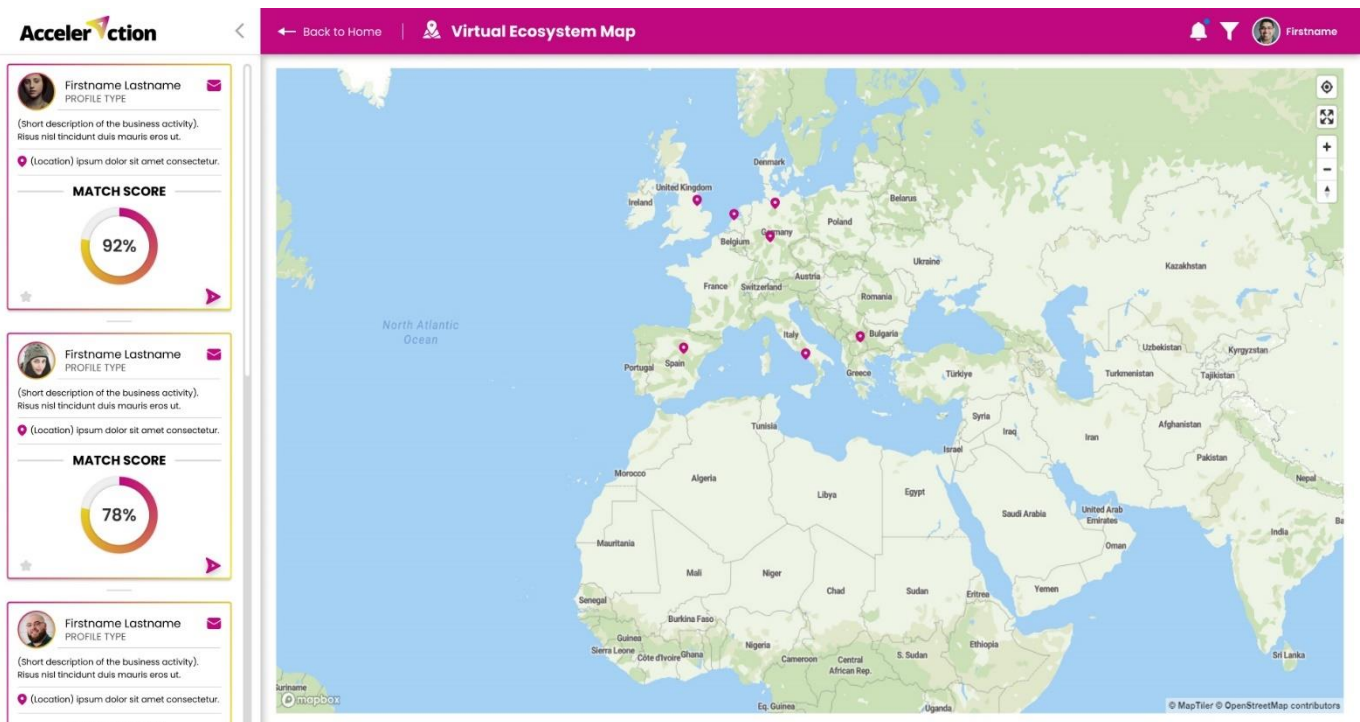 Acceler ction
Firstname Lastname
PROFILE TYPE
(Short description of the business activity).
Risus nisl tincidunt duis mauris eros ut.
(Location) ipsum dolor sit amet consectetur.
MATCH SCORE
92%
Firstname Lastname
PROFILE TYPE
(Short description of the business activity).
Risus nisl tincidunt duis mauris eros ut.
(Location) ipsum dolor sit amet consectetur.
MATCH SCORE
78%
Firstname Lastname
PROFILE TYPE
(Short description of the business activity).
Risus nisl tincidunt duis mauris eros ut.
(Location) ipsum dolor sit amet consectetur.
Back to Home
Virtual Ecosystem Map
Firstname
Denmark
United Kingdom
Ireland
Belarus
Poland
Germany
Belgium
Ukraine
Kazakhstan
Austria
France
Switzerland
Romania
North Atlantic
Ocean
Italy
Bulgaria
Uzbekistan
Kyrgyzstan
Portugal
Spain
Greece
Türkiye
Turkmenistan
Tajikistan
Syria
Tunisia
Iraq
Iran
Afghanistan
Israel
Pakistan
Morocco
Algeria
Nepal
Libya
Egypt
Saudi Arabia
United Arab
Emirates
Ba
India
Mauritania
Oman
Mali
Niger
Chad
Sudan
Eritrea
Yemen
Senegal
Burkina Faso
Guinea
Sierra Leone
Côte d'Ivoire
Ghana
Nigeria
Cameroon
Central
African Rep.
S. Sudan
Ethiopia
Sri Lanka
Suriname
mapbox
Eq. Guinea
Uganda
© MapTiler © OpenStreetMap contributors